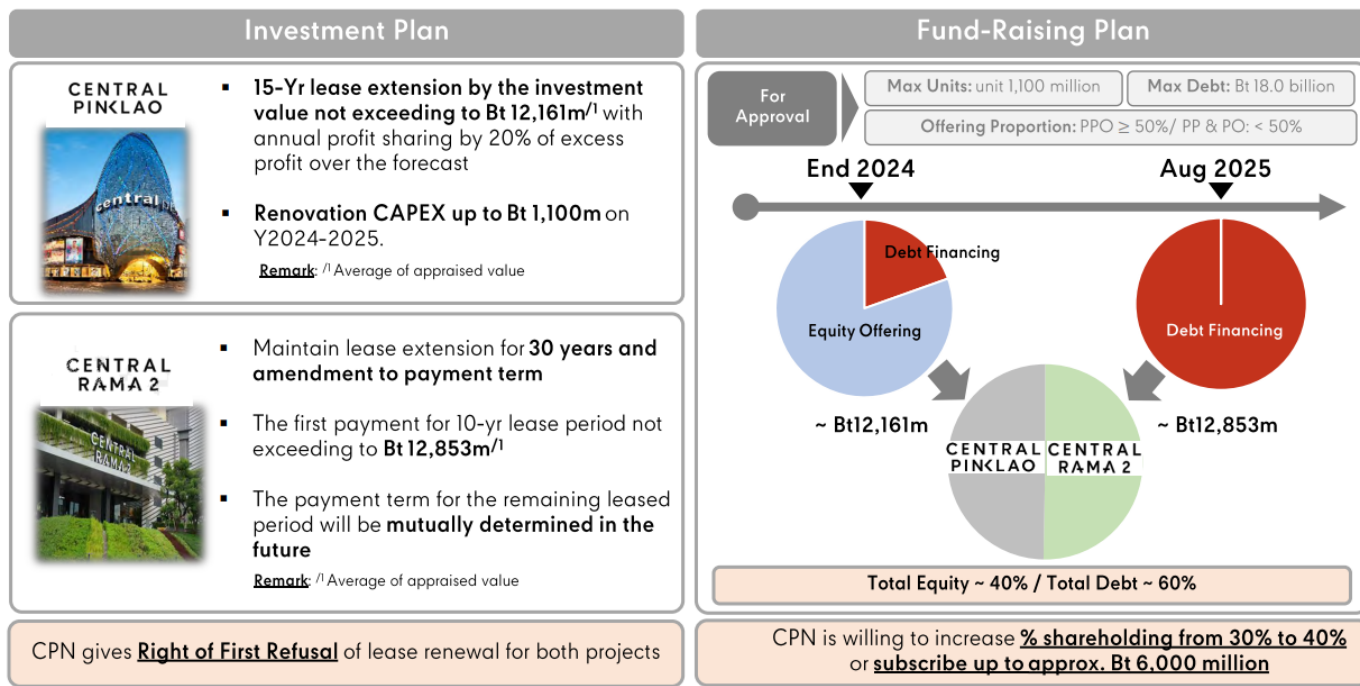 Investment Plan
CENTRAL
PINKLAO
central
▪ 15-Yr lease extension by the investment
value not exceeding to Bt 12,161m/1 with
annual profit sharing by 20% of excess
profit over the forecast
▪ Renovation CAPEX up to Bt 1,100m on
Y2024-2025.
Remark: /1 Average of appraised value
CENTRAL
RAMA 2
CENTRAL
RAMA 2
▪ Maintain lease extension for 30 years and
amendment to payment term
▪ The first payment for 10-yr lease period not
exceeding to Bt 12,853m/1
▪ The payment term for the remaining leased
period will be mutually determined in the
future
Remark: /1 Average of appraised value
CPN gives Right of First Refusal of lease renewal for both projects
Fund-Raising Plan
For
Approval
Max Units: unit 1,100 million
Max Debt: Bt 18.0 billion
Offering Proportion: PPO ≥ 50%/ PP & PO: < 50%
End 2024
Aug 2025
Debt Financing
Equity Offering
Debt Financing
~ Bt12,161m
~ Bt12,853m
CENTRAL
PINKLAO
CENTRAL
RAMA 2
Total Equity ~ 40% / Total Debt ~ 60%
CPN is willing to increase % shareholding from 30% to 40%
or subscribe up to approx. Bt 6,000 million